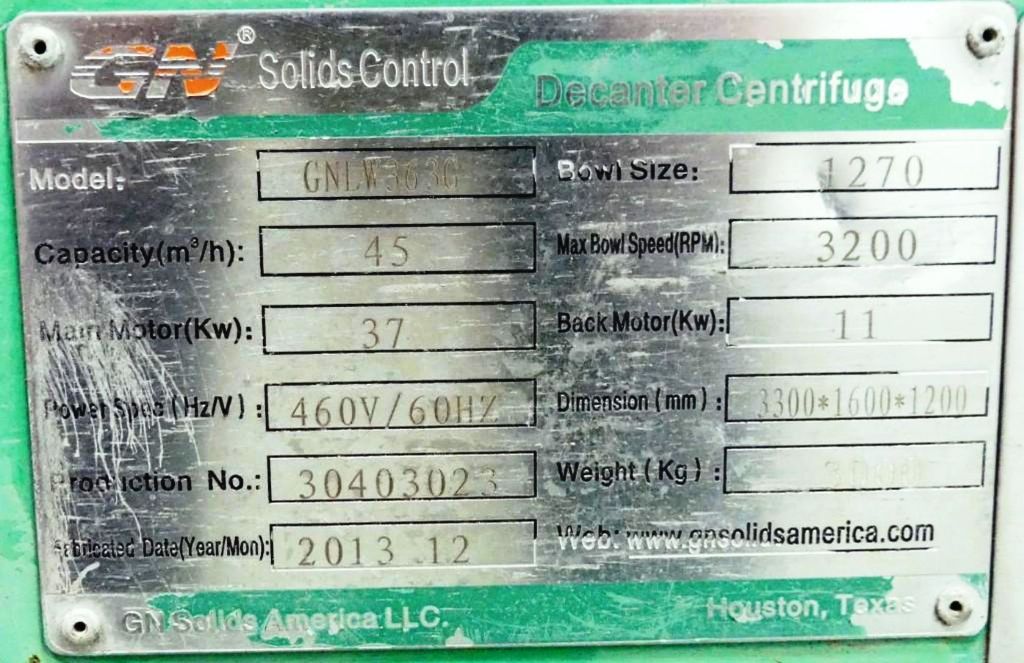 GN® Solids Control Decanter Centrifuge
Model: GNLW363G Bowl Size: 1270
Capacity(m³/h): 45 Max Bowl Speed(RPM): 3200
Main Motor(Kw): 37 Back Motor(Kw): 11
Power Spec(Hz/V): 460V/60HZ Dimension(mm): 3300*1600*1200
Production No.: 30403023 Weight(Kg):
Fabricated Date(Year/Mon): 2013.12 Web: www.gnsolidsamerica.com
GN Solids America LLC. Houston, Texas